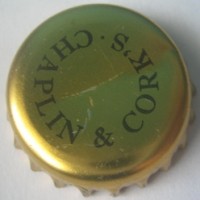 CHAPLIN & CORK'S ·